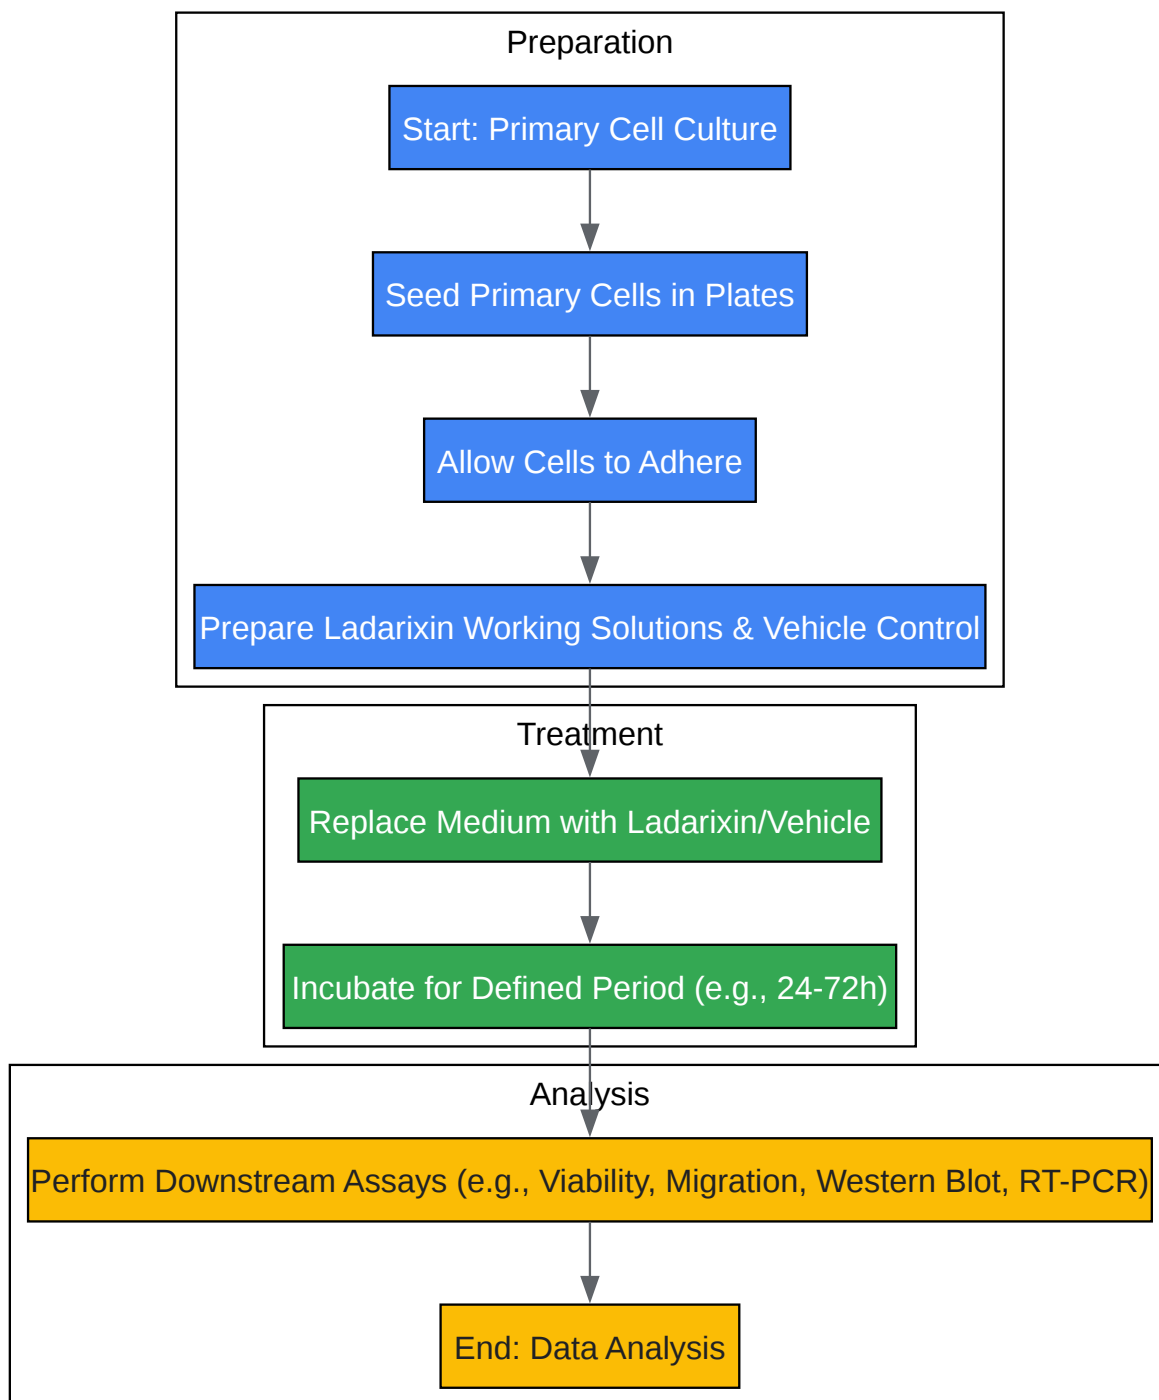 Preparation
Start: Primary Cell Culture
Seed Primary Cells in Plates
Allow Cells to Adhere
Prepare Ladarixin Working Solutions & Vehicle Control
Treatment
Replace Medium with Ladarixin/Vehicle
Incubate for Defined Period (e.g., 24-72h)
Analysis
Perform Downstream Assays (e.g., Viability, Migration, Western Blot, RT-PCR)
End: Data Analysis